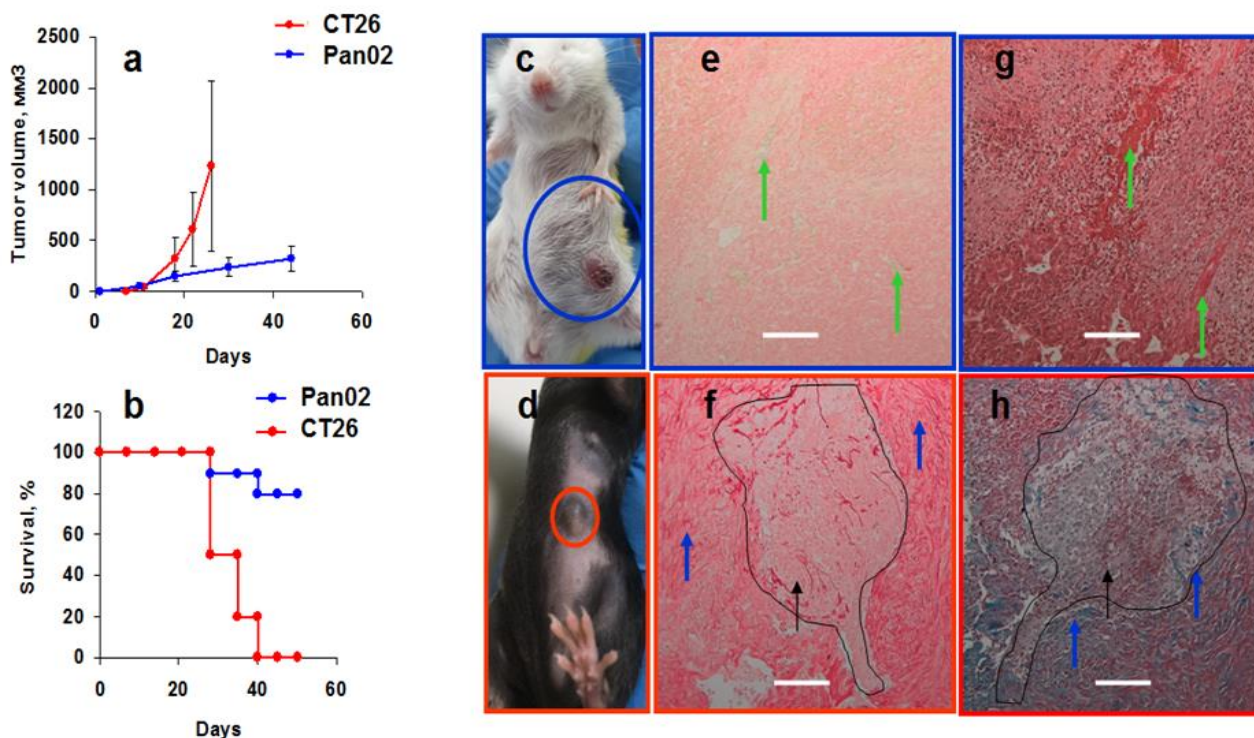 CT26
Pan02
a
2500
2000
1500
1000
500
0
Tumor volume, мм3
0 20 40 60
Days
b
Pan02
CT26
120
100
80
60
40
20
0
Survival, %
0 20 40 60
Days
c
e
g
d
f
h